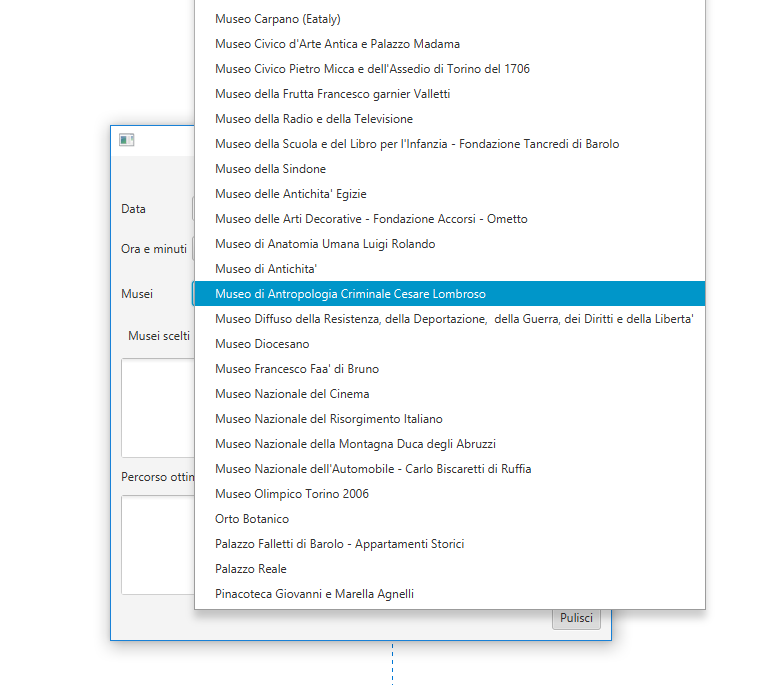 Museo Carpano (Eataly)
Museo Civico d'Arte Antica e Palazzo Madama
Museo Civico Pietro Micca e dell'Assedio di Torino del 1706
Museo della Frutta Francesco garnier Valletti
Museo della Radio e della Televisione
Museo della Scuola e del Libro per l'Infanzia - Fondazione Tancredi di Barolo
Museo della Sindone
Museo delle Antichita' Egizie
Data
Museo delle Arti Decorative - Fondazione Accorsi - Ometto
Museo di Anatomia Umana Luigi Rolando
Ora e minuti
Museo di Antichita'
Musei
Museo di Antropologia Criminale Cesare Lombroso
Museo Diffuso della Resistenza, della Deportazione,  della Guerra, dei Diritti e della Liberta'
Musei scelti
Museo Diocesano
Museo Francesco Faa' di Bruno
Museo Nazionale del Cinema
Museo Nazionale del Risorgimento Italiano
Museo Nazionale della Montagna Duca degli Abruzzi
Museo Nazionale dell'Automobile - Carlo Biscaretti di Ruffia
Percorso ottin
Museo Olimpico Torino 2006
Orto Botanico
Palazzo Falletti di Barolo - Appartamenti Storici
Palazzo Reale
Pinacoteca Giovanni e Marella Agnelli
Pulisci